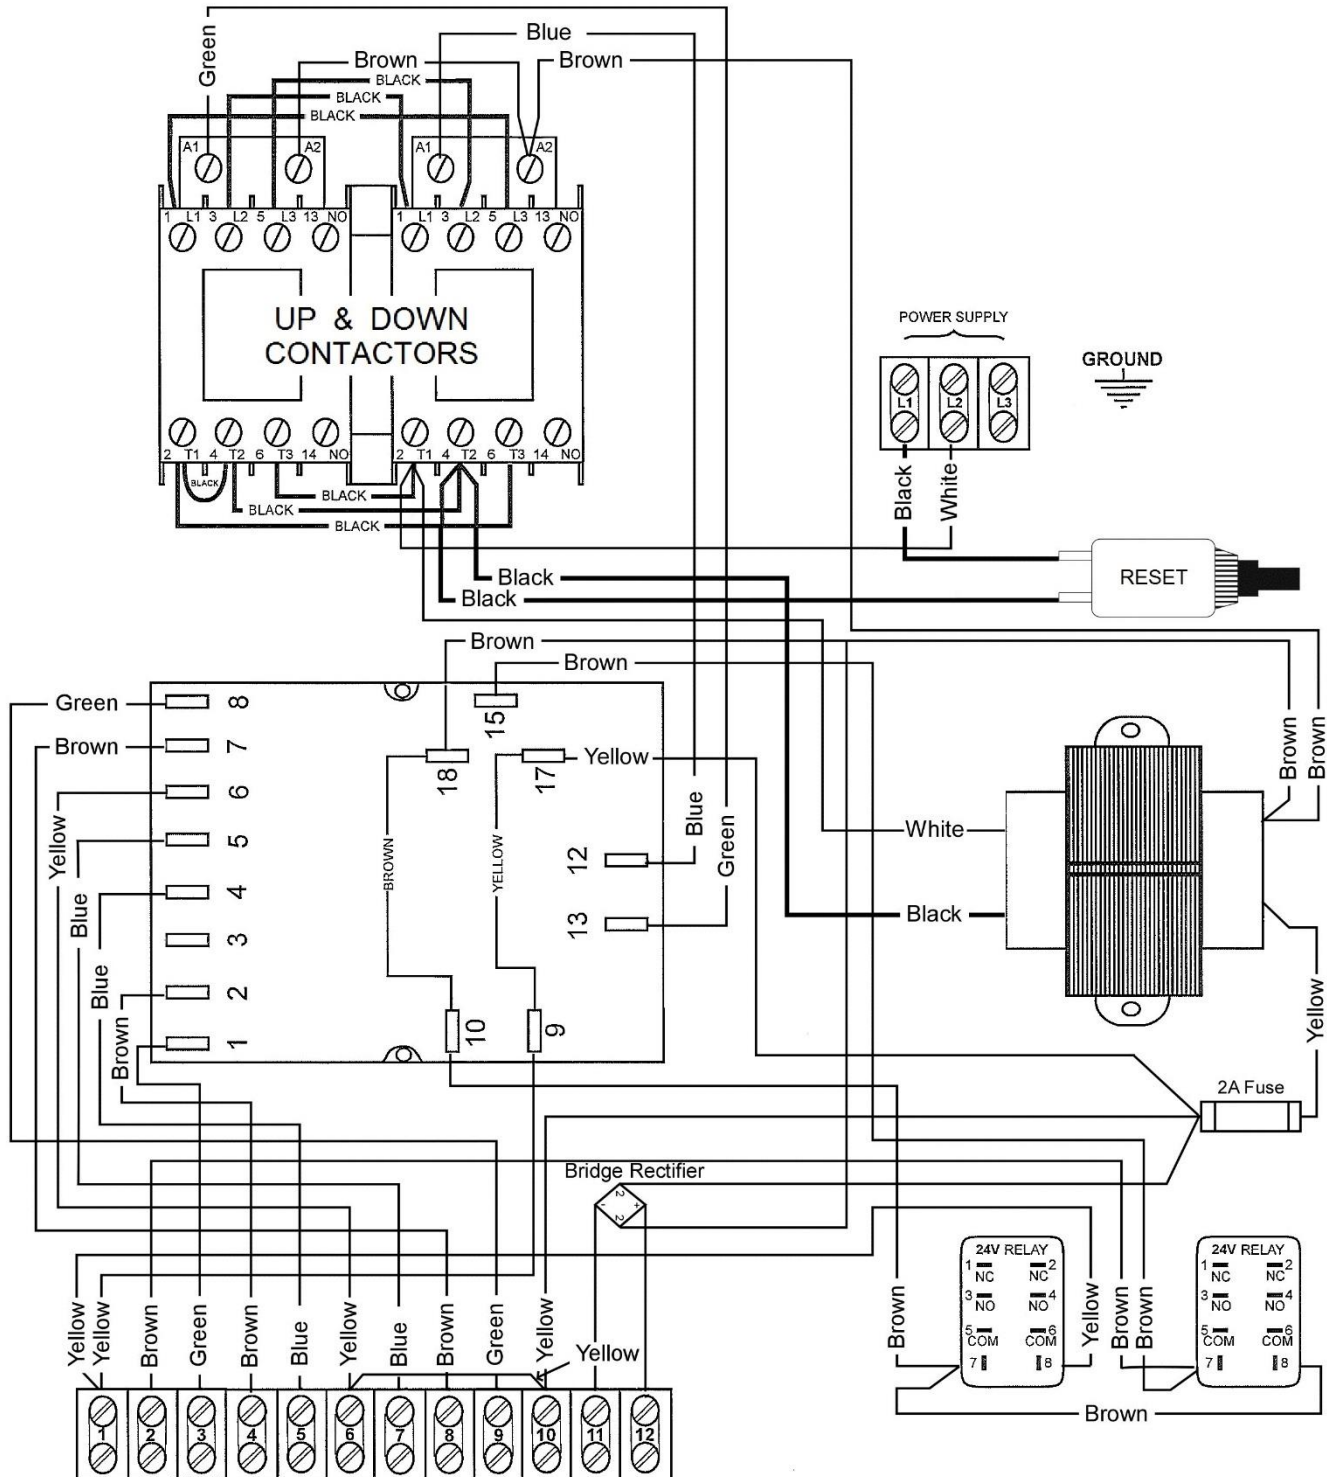 Green
Blue
Brown
Brown
BLACK
BLACK
BLACK
A1 A2 A1 A2
1 L1 3 L2 5 L3 13 NO 1 L1 3 L2 5 L3 13 NO
UP & DOWN
CONTACTORS
POWER SUPPLY
L1 L2 L3
GROUND
2 T1 4 T2 6 T3 14 NO 2 T1 4 T2 6 T3 14 NO
BLACK
BLACK
BLACK
BLACK
Black
White
Black
Black
RESET
Brown
Brown
Green
Brown
Yellow
Blue
Blue
Brown
8
7
6
5
4
3
2
1
15
18
17
Yellow
BROWN
YELLOW
12
13
10
9
Blue
Green
White
Black
Brown
Brown
Yellow
2A Fuse
Bridge Rectifier
2
- +
2
Yellow
Yellow
Brown
Green
Brown
Blue
Yellow
Blue
Brown
Green
Yellow
Yellow
1 2 3 4 5 6 7 8 9 10 11 12
Brown
24V RELAY
1 2
NC NC
3 4
NO NO
5 6
COM COM
7 8
Yellow
Brown
Brown
24V RELAY
1 2
NC NC
3 4
NO NO
5 6
COM COM
7 8
Brown